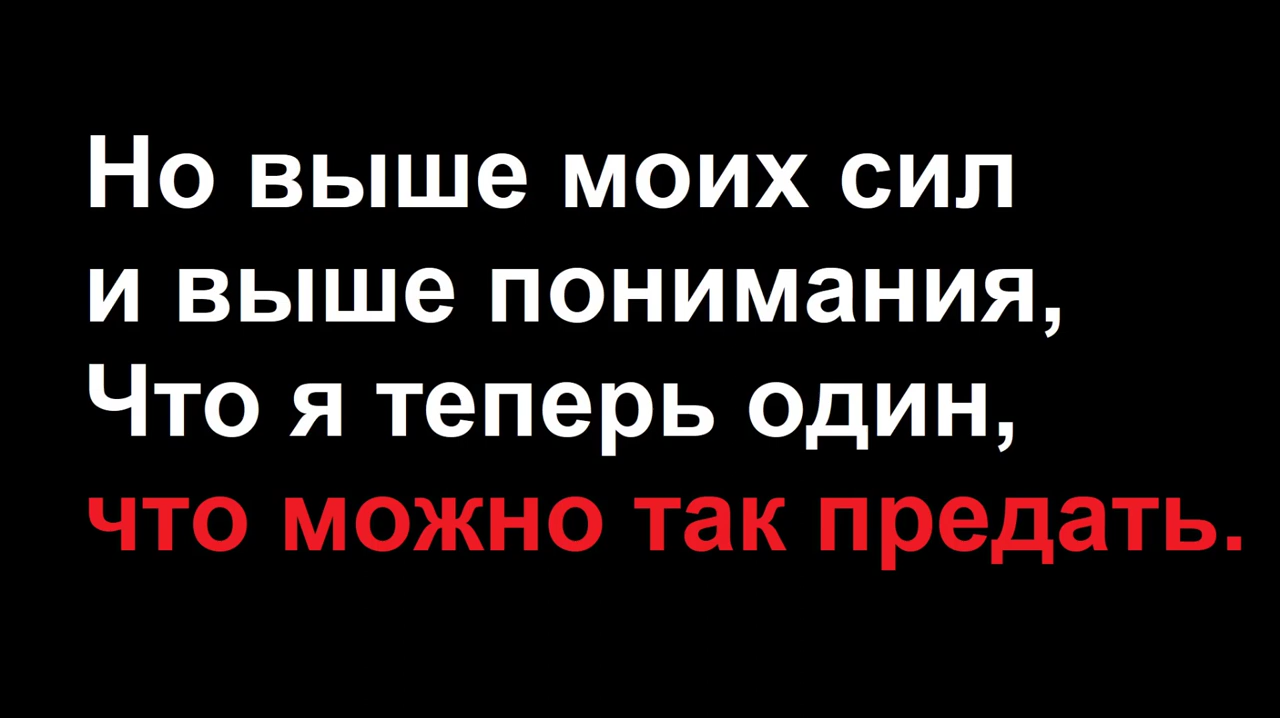 Но выше моих сил
и выше понимания,
Что я теперь один,
что можно так предать.